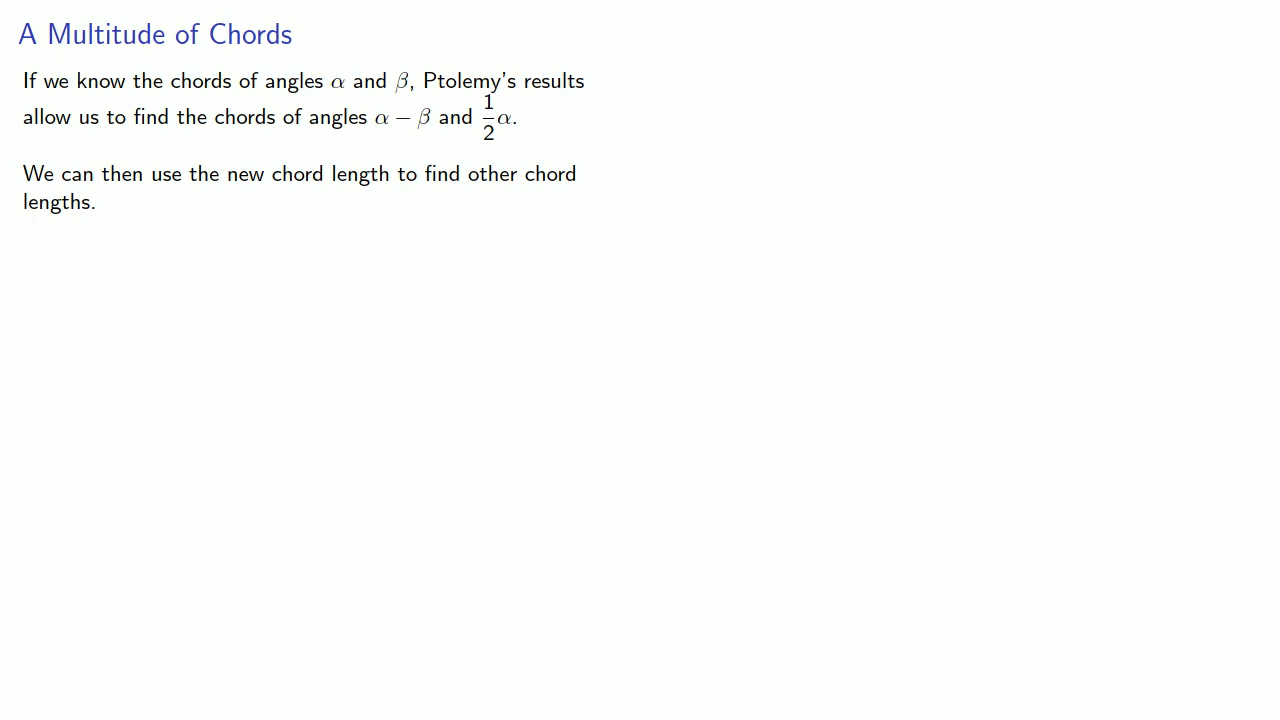 A Multitude of Chords
If we know the chords of angles α and β, Ptolemy's results
allow us to find the chords of angles α − β and 1/2 α.
We can then use the new chord length to find other chord
lengths.